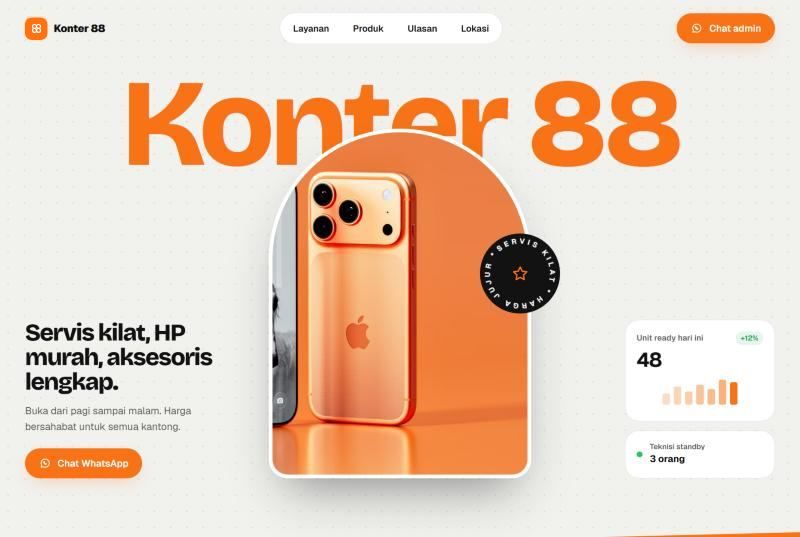 Konter 88
Layanan
Produk
Ulasan
Lokasi
Chat admin
Konter 88
• SERVIS KILAT • HARGA JUJUR
Servis kilat, HP
murah, aksesoris
lengkap.
Buka dari pagi sampai malam. Harga
bersahabat untuk semua kantong.
Chat WhatsApp
Unit ready hari ini
+12%
48
Teknisi standby
3 orang